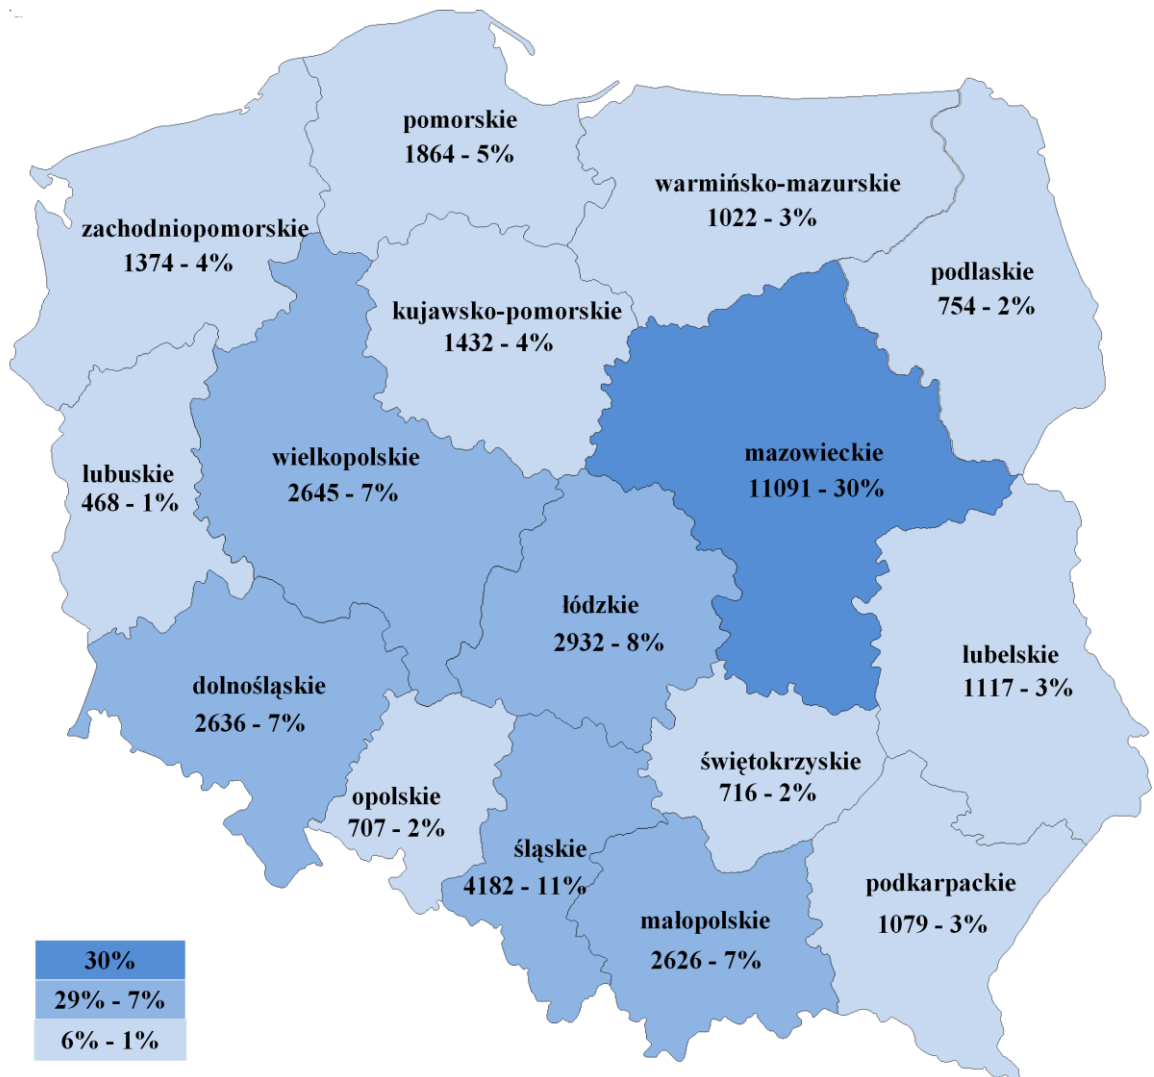 pomorskie
1864 - 5%
warmińsko-mazurskie
1022 - 3%
zachodniopomorskie
1374 - 4%
podlaskie
754 - 2%
kujawsko-pomorskie
1432 - 4%
wielkopolskie
2645 - 7%
mazowieckie
11091 - 30%
lubuskie
468 - 1%
łódzkie
2932 - 8%
lubelskie
1117 - 3%
dolnośląskie
2636 - 7%
świętokrzyskie
716 - 2%
opolskie
707 - 2%
śląskie
4182 - 11%
podkarpackie
1079 - 3%
małopolskie
2626 - 7%
30%
29% - 7%
6% - 1%